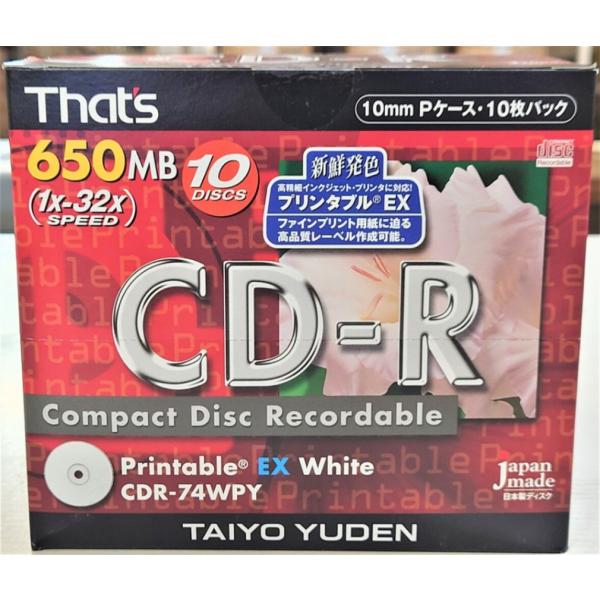 That's
10mm Pケース・10枚パック
650MB
10
DISCS
(1x-32x)
SPEED
disc
Recordable
新鮮発色
高精細インクジェット・プリンタに対応!
プリンタブル®EX
ファインプリント用紙に迫る
高品質レーベル作成可能。
CD-R
Compact Disc Recordable
Printable® EX White
CDR-74WPY
Japan
made
日本製ディスク
TAIYO YUDEN